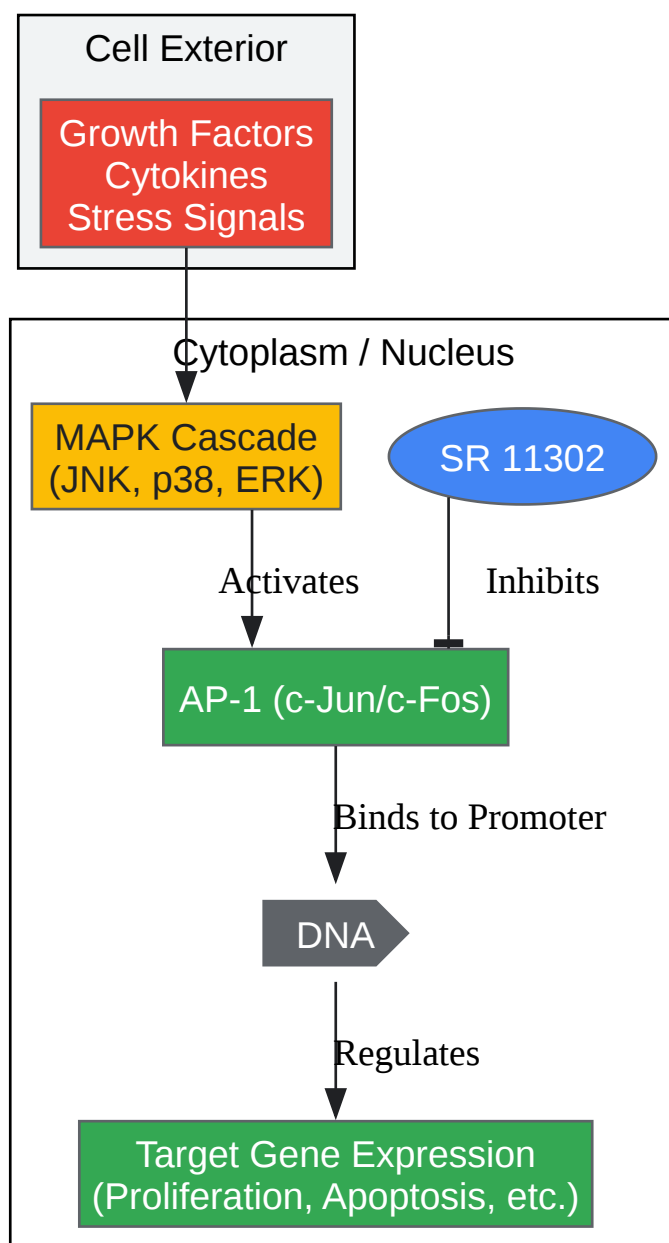 Cell Exterior
Growth Factors
Cytokines
Stress Signals
Cytoplasm / Nucleus
MAPK Cascade
(JNK, p38, ERK)
SR 11302
Activates
Inhibits
AP-1 (c-Jun/c-Fos)
Binds to Promoter
DNA
Regulates
Target Gene Expression
(Proliferation, Apoptosis, etc.)